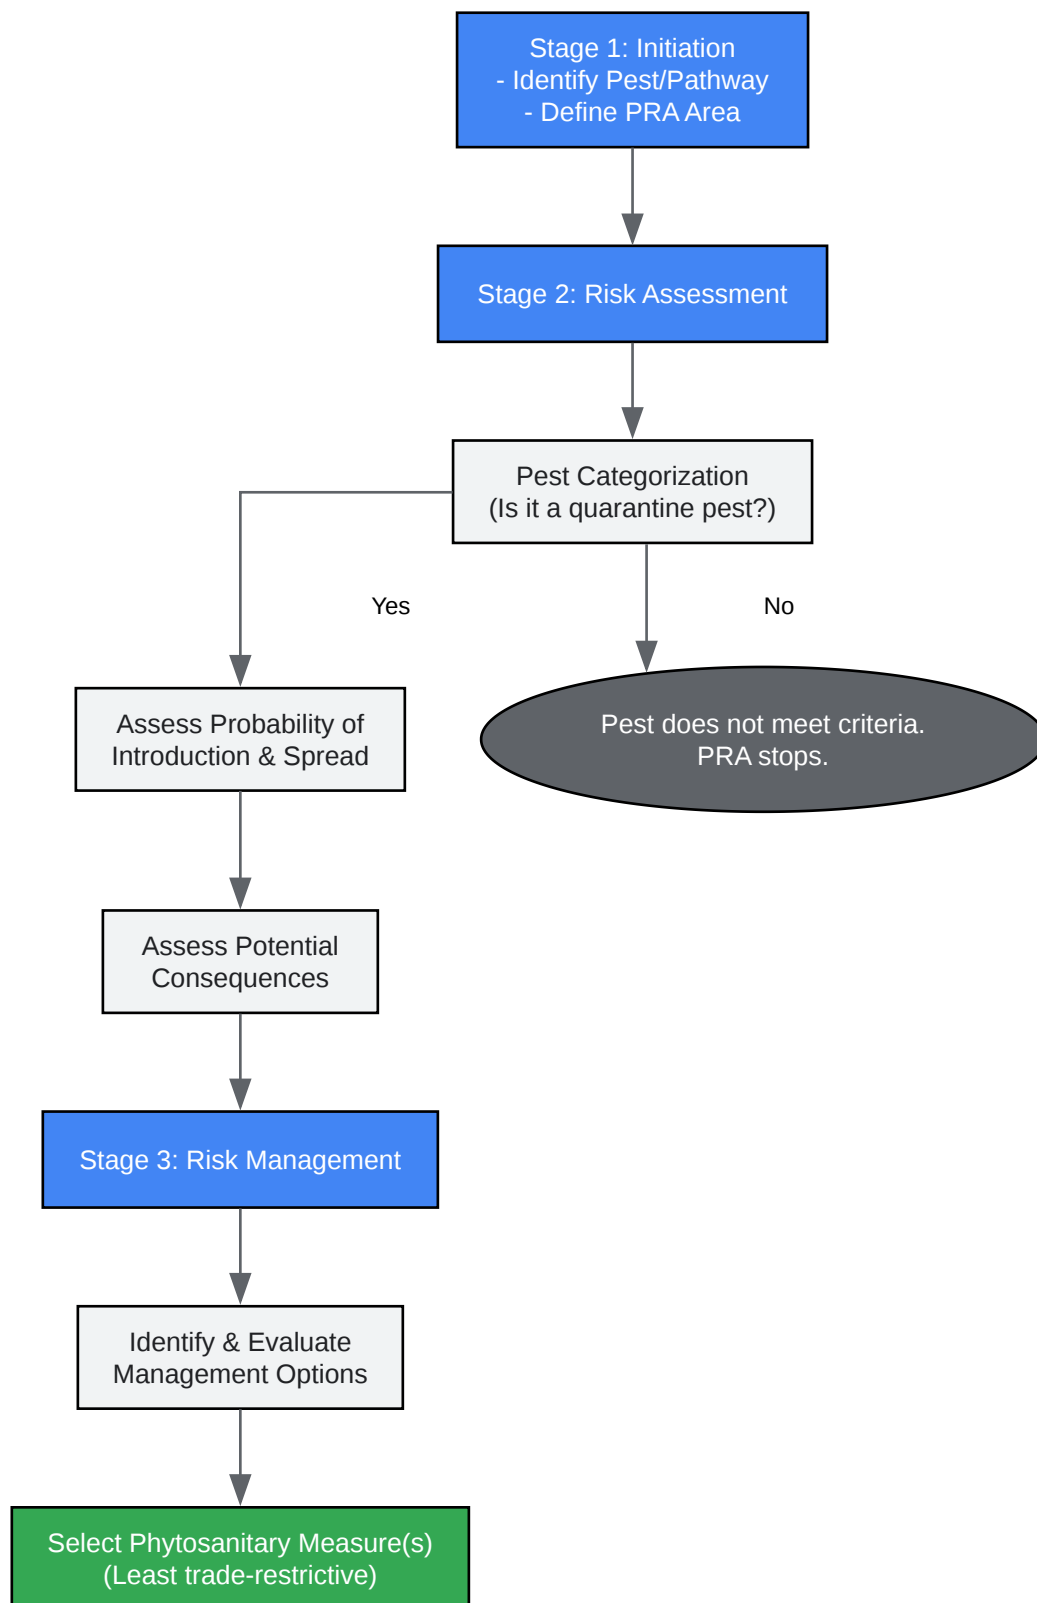 Stage 1: Initiation
- Identify Pest/Pathway
- Define PRA Area
Stage 2: Risk Assessment
Pest Categorization
(Is it a quarantine pest?)
Yes
No
Assess Probability of
Introduction & Spread
Pest does not meet criteria.
PRA stops.
Assess Potential
Consequences
Stage 3: Risk Management
Identify & Evaluate
Management Options
Select Phytosanitary Measure(s)
(Least trade-restrictive)